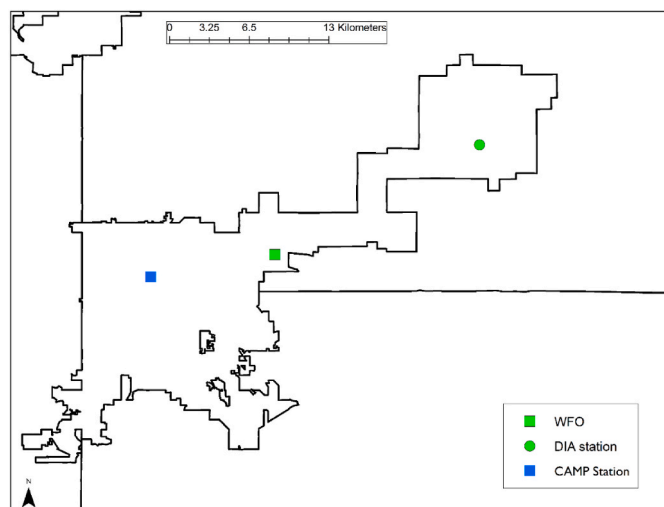 0 3.25 6.5 13 Kilometers
WFO
DIA station
CAMP Station
N